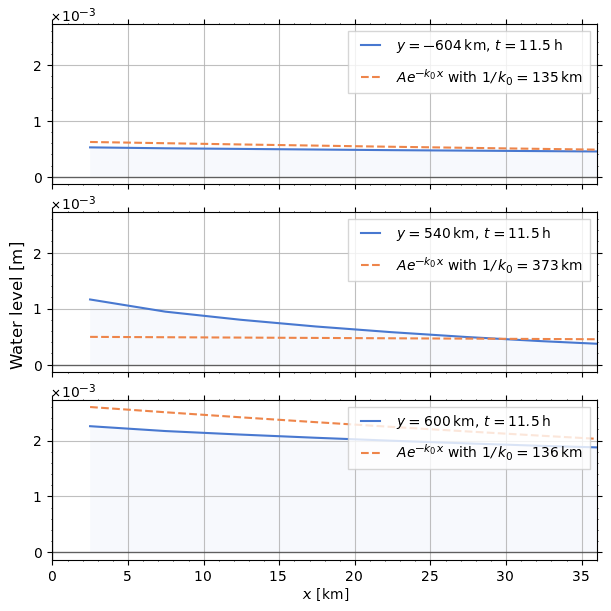 ×10⁻³
2
1
0
y = −604 km, t = 11.5 h
Ae^{−k₀x} with 1/k₀ = 135 km
×10⁻³
2
1
0
y = 540 km, t = 11.5 h
Ae^{−k₀x} with 1/k₀ = 373 km
Water level [m]
×10⁻³
2
1
0
y = 600 km, t = 11.5 h
Ae^{−k₀x} with 1/k₀ = 136 km
0 5 10 15 20 25 30 35
x [km]